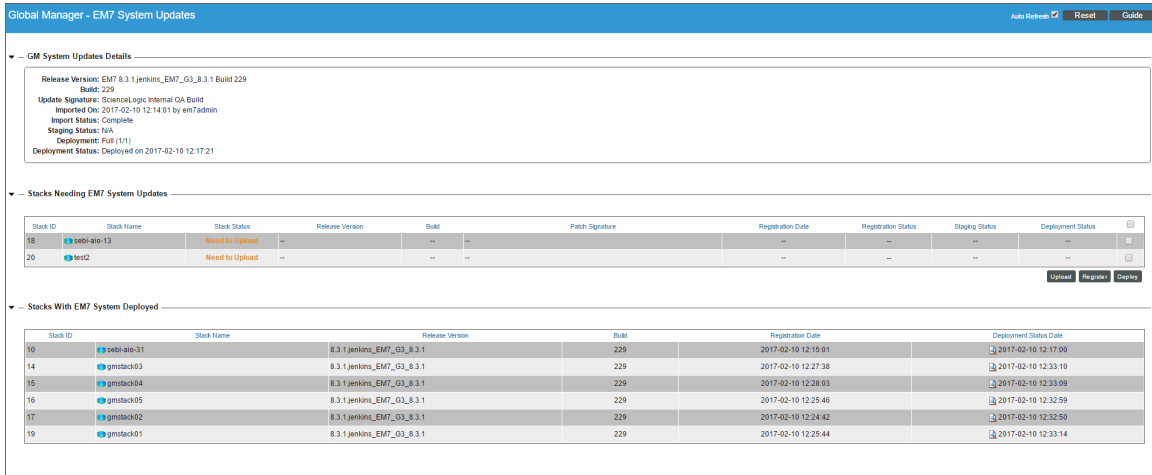 Global Manager - EM7 System Updates Auto Refresh Reset Guide
GM System Updates Details
Release Version: EM7 8.3.1.jenkins_EM7_G3_8.3.1 Build 229
Build: 229
Update Signature: ScienceLogic Internal QA Build
Imported On: 2017-02-10 12:14:01 by em7admin
Import Status: Complete
Staging Status: N/A
Deployment: Full (1/1)
Deployment Status: Deployed on 2017-02-10 12:17:21
Stacks Needing EM7 System Updates
Stack ID Stack Name Stack Status Release Version Build Patch Signature Registration Date Registration Status Staging Status Deployment Status
18 sebi-aio-13 Need to Upload -- -- -- -- -- -- --
20 test2 Need to Upload -- -- -- -- -- -- --
Upload Register Deploy
Stacks With EM7 System Deployed
Stack ID Stack Name Release Version Build Registration Date Deployment Status Date
10 sebi-aio-31 8.3.1.jenkins_EM7_G3_8.3.1 229 2017-02-10 12:15:01 2017-02-10 12:17:00
14 gmstack03 8.3.1.jenkins_EM7_G3_8.3.1 229 2017-02-10 12:27:38 2017-02-10 12:33:10
15 gmstack04 8.3.1.jenkins_EM7_G3_8.3.1 229 2017-02-10 12:28:03 2017-02-10 12:33:09
16 gmstack05 8.3.1.jenkins_EM7_G3_8.3.1 229 2017-02-10 12:25:46 2017-02-10 12:32:59
17 gmstack02 8.3.1.jenkins_EM7_G3_8.3.1 229 2017-02-10 12:24:42 2017-02-10 12:32:50
19 gmstack01 8.3.1.jenkins_EM7_G3_8.3.1 229 2017-02-10 12:25:44 2017-02-10 12:33:14